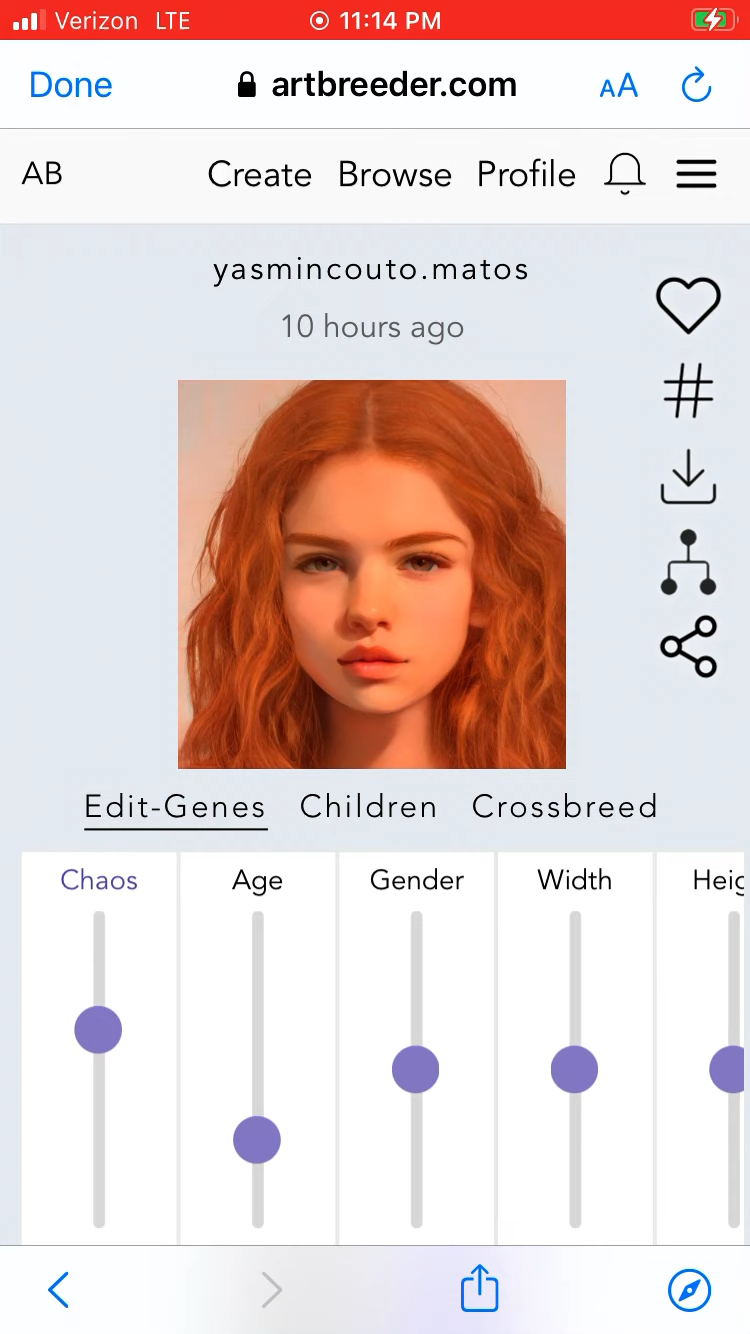 Verizon LTE 11:14 PM
Done artbreeder.com AA
AB Create Browse Profile
yasmincouto.matos
10 hours ago
#
Edit-Genes Children Crossbreed
Chaos Age Gender Width Heig